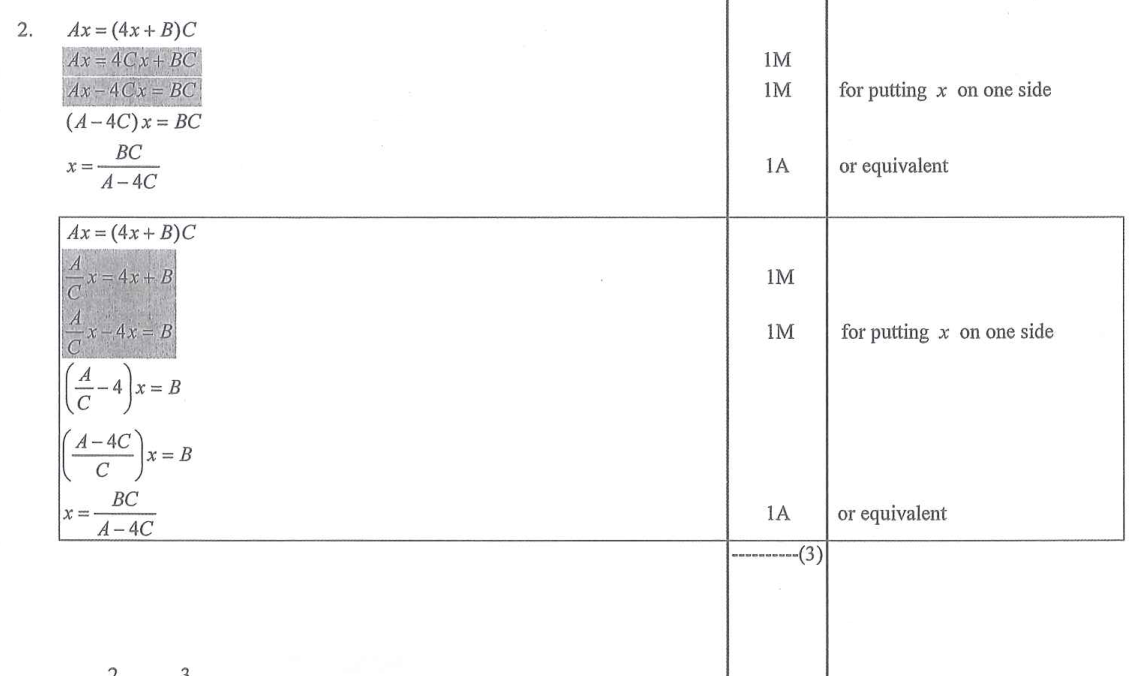 2. Ax = (4x + B)C
Ax = 4Cx + BC 1M
Ax − 4Cx = BC 1M for putting x on one side
(A − 4C)x = BC
x = BC/(A − 4C) 1A or equivalent
Ax = (4x + B)C
A/C x = 4x + B 1M
A/C x − 4x = B 1M for putting x on one side
(A/C − 4)x = B
((A − 4C)/C)x = B
x = BC/(A − 4C) 1A or equivalent
----------(3)
2 3